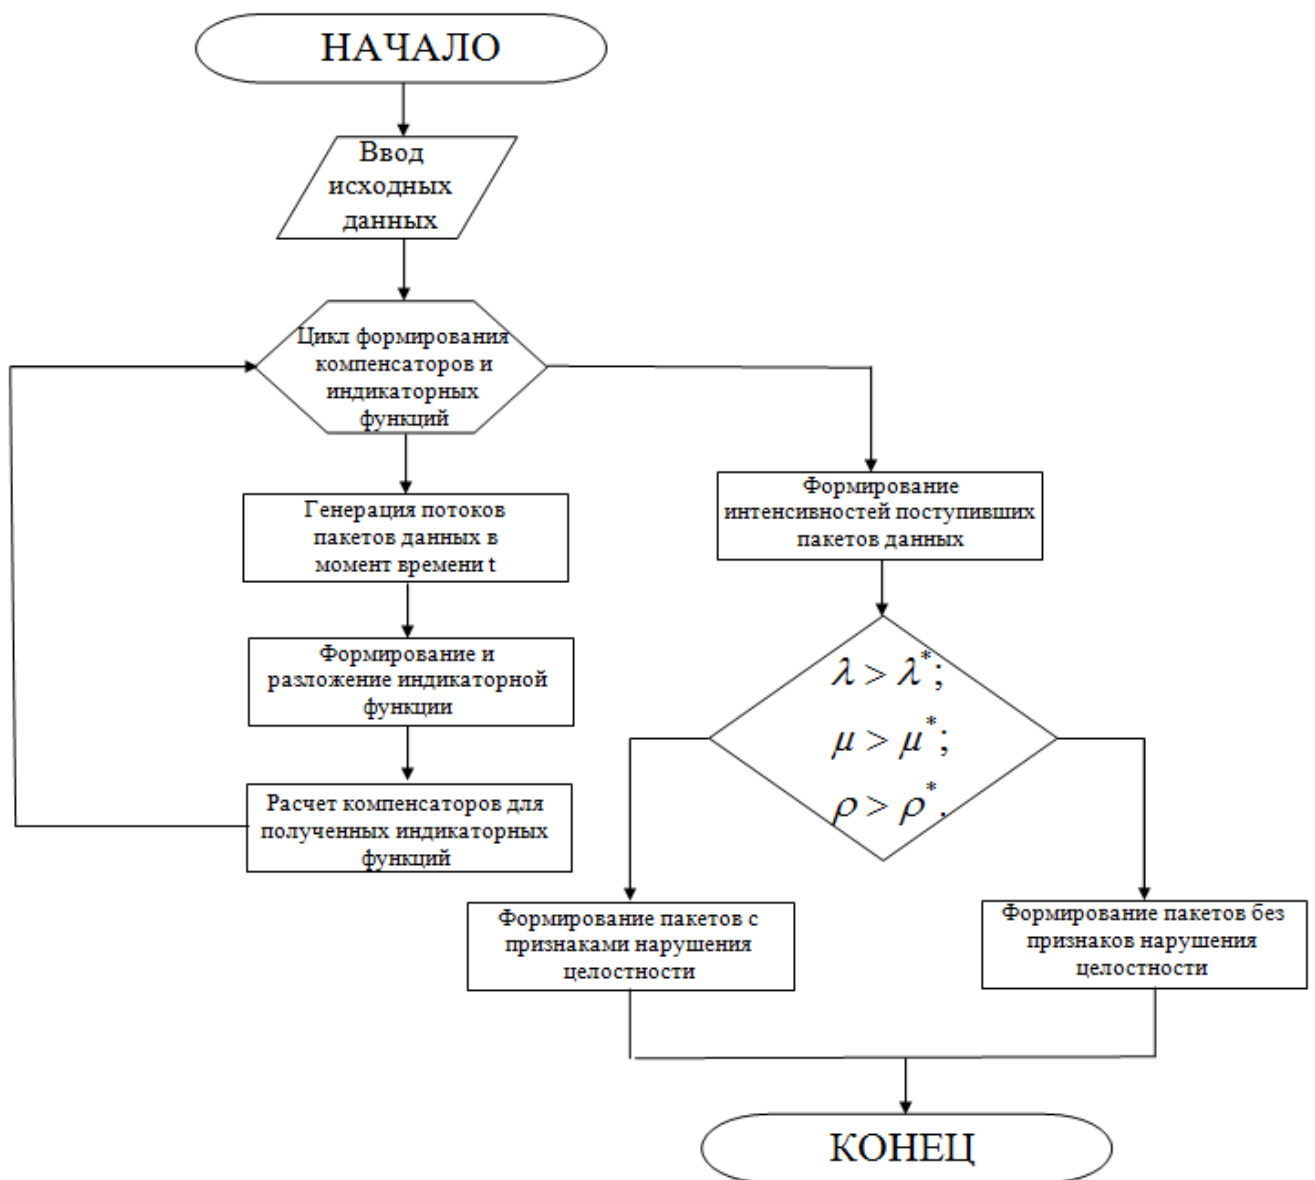 НАЧАЛО
Ввод
исходных
данных
Цикл формирования
компенсаторов и
индикаторных
функций
Генерация потоков
пакетов данных в
момент времени t
Формирование и
разложение индикаторной
функции
Расчет компенсаторов для
полученных индикаторных
функций
Формирование
интенсивностей поступивших
пакетов данных
λ > λ*;
μ > μ*;
ρ > ρ*.
Формирование пакетов с
признаками нарушения
целостности
Формирование пакетов без
признаков нарушения
целостности
КОНЕЦ